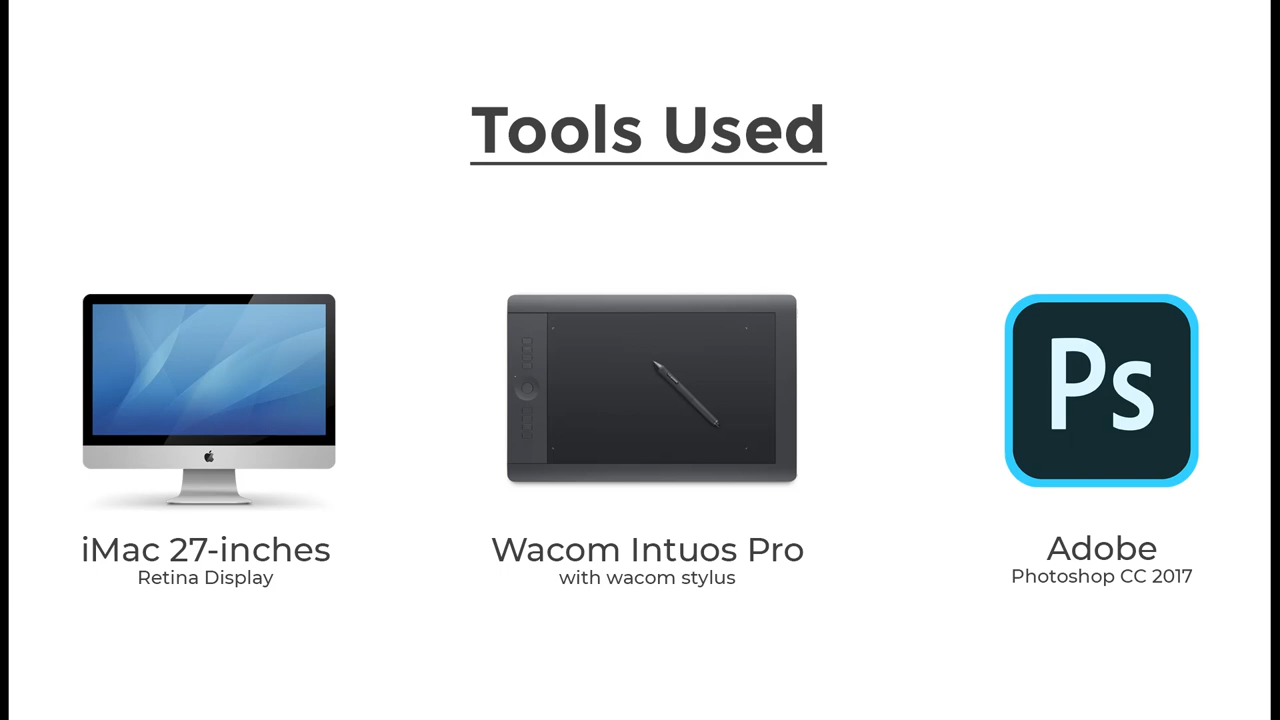 Tools Used
Ps
iMac 27-inches
Retina Display
Wacom Intuos Pro
with wacom stylus
Adobe
Photoshop CC 2017